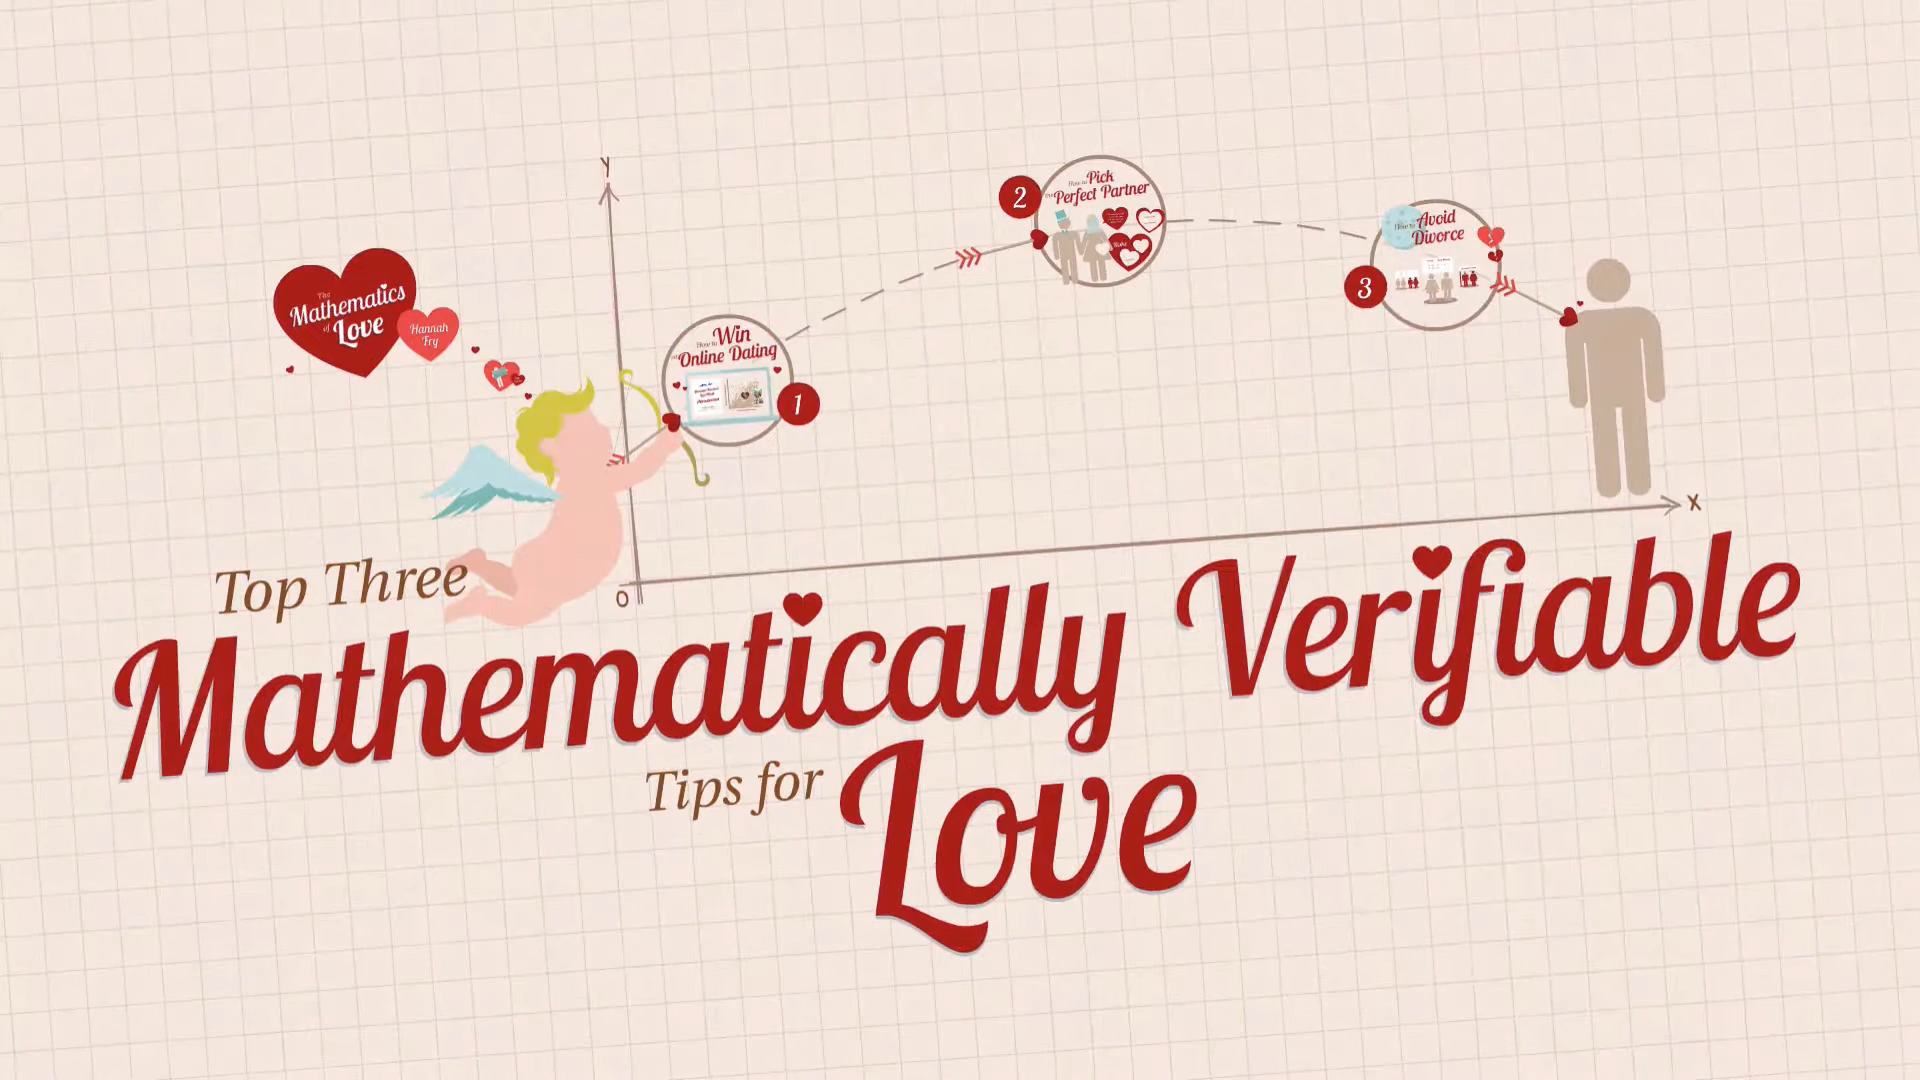 Y
2
How to Pick
the Perfect Partner
How to Avoid
Divorce
3
The
Mathematics
of Love
Hannah
Fry
How to Win
at Online Dating
1
X
O
Top Three
Mathematically Verifiable
Tips for Love